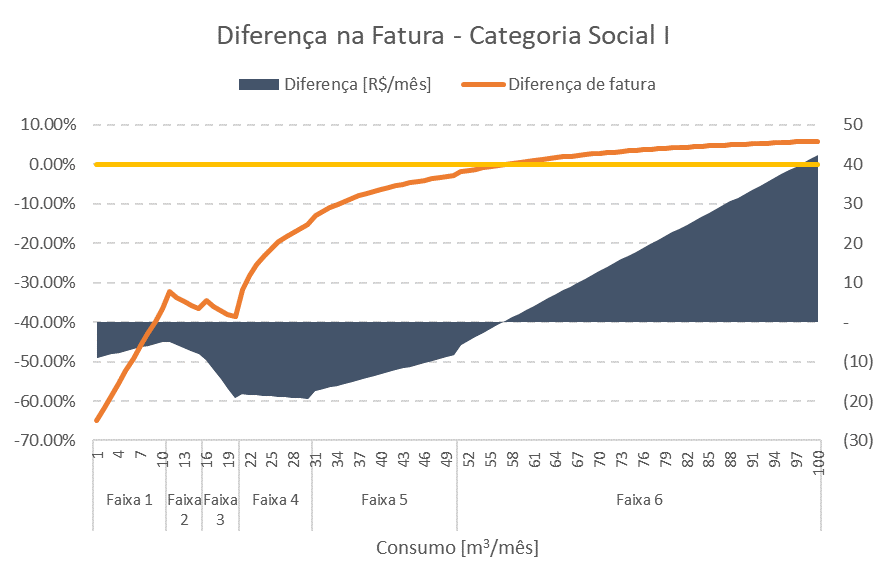 Diferença na Fatura - Categoria Social I
Diferença [R$/mês] Diferença de fatura
10.00% 50
0.00% 40
-10.00% 30
-20.00% 20
-30.00% 10
-40.00% -
-50.00% (10)
-60.00% (20)
-70.00% (30)
1 4 7 10 13 16 19 22 25 28 31 34 37 40 43 46 49 52 55 58 61 64 67 70 73 76 79 82 85 88 91 94 97 100
Faixa 1 Faixa 2 Faixa 3 Faixa 4 Faixa 5 Faixa 6
Consumo [m³/mês]